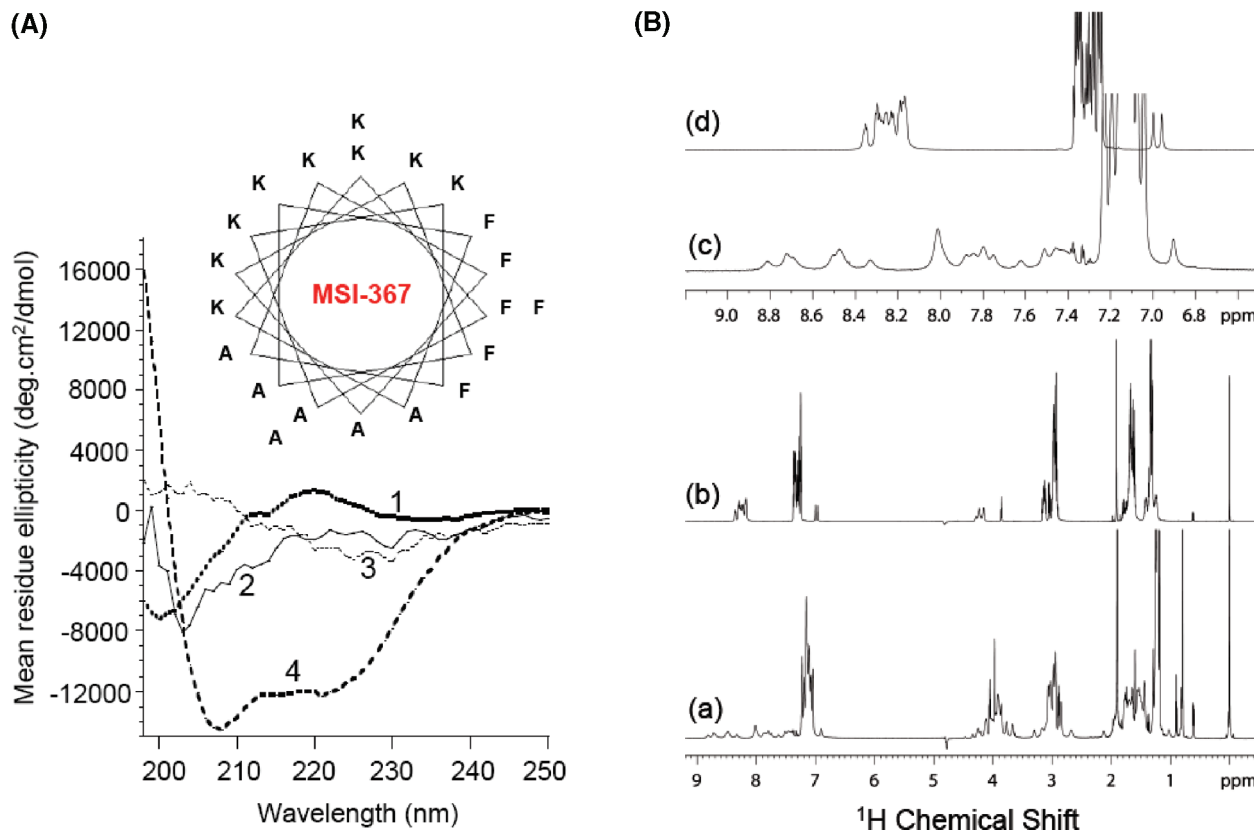 (A)
(B)
K
K
K K
K K
K F
K F
MSI-367
K F F
A F
A F
A A
A A
Mean residue ellipticity (deg.cm²/dmol)
16000
12000
8000
4000
0
-4000
-8000
-12000
1
2
3
4
200 210 220 230 240 250
Wavelength (nm)
(d)
(c)
9.0 8.8 8.6 8.4 8.2 8.0 7.8 7.6 7.4 7.2 7.0 6.8 ppm
(b)
(a)
9 8 7 6 5 4 3 2 1 ppm
¹H Chemical Shift